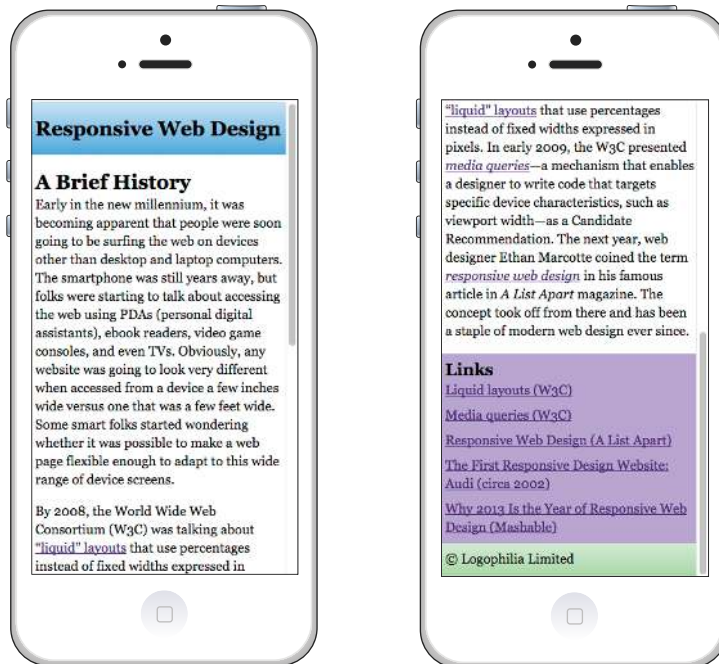 Responsive Web Design
A Brief History
Early in the new millennium, it was
becoming apparent that people were soon
going to be surfing the web on devices
other than desktop and laptop computers.
The smartphone was still years away, but
folks were starting to talk about accessing
the web using PDAs (personal digital
assistants), ebook readers, video game
consoles, and even TVs. Obviously, any
website was going to look very different
when accessed from a device a few inches
wide versus one that was a few feet wide.
Some smart folks started wondering
whether it was possible to make a web
page flexible enough to adapt to this wide
range of device screens.
By 2008, the World Wide Web
Consortium (W3C) was talking about
“liquid” layouts that use percentages
instead of fixed widths expressed in
“liquid” layouts that use percentages
instead of fixed widths expressed in
pixels. In early 2009, the W3C presented
media queries—a mechanism that enables
a designer to write code that targets
specific device characteristics, such as
viewport width—as a Candidate
Recommendation. The next year, web
designer Ethan Marcotte coined the term
responsive web design in his famous
article in A List Apart magazine. The
concept took off from there and has been
a staple of modern web design ever since.
Links
Liquid layouts (W3C)
Media queries (W3C)
Responsive Web Design (A List Apart)
The First Responsive Design Website:
Audi (circa 2002)
Why 2013 Is the Year of Responsive Web
Design (Mashable)
© Logophilia Limited